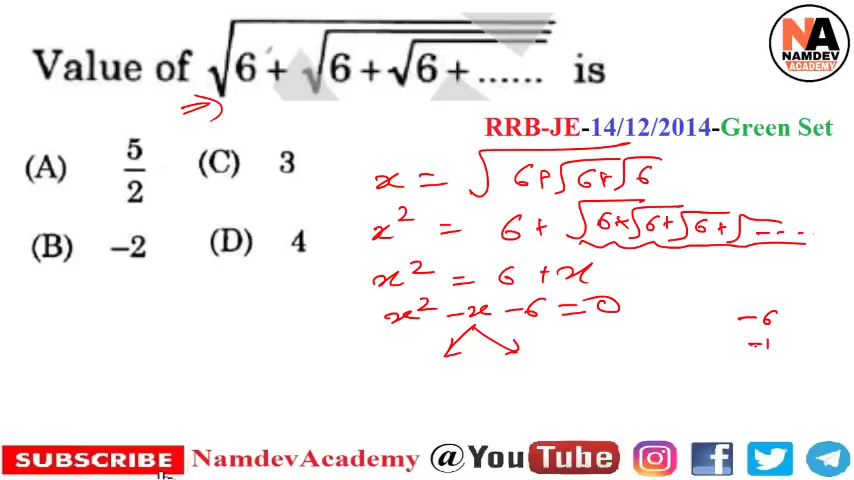 NA
NAMDEV
ACADEMY
Value of √6 + √6 + √6 + ...... is
RRB-JE-14/12/2014-Green Set
(A) 5/2 (C) 3
(B) −2 (D) 4
x = √6+√6+√6
x² = 6 + √6+√6+√6+√----
x² = 6 + x
x² − x − 6 = 0
−6
−1
SUBSCRIBE NamdevAcademy @YouTube